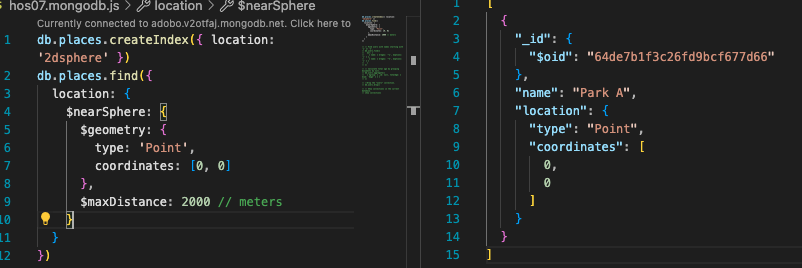 hos07.mongodb.js > location > $nearSphere
Currently connected to adobo.v2otfaj.mongodb.net. Click here to
1 db.places.createIndex({ location:
'2dsphere' })
2 db.places.find({
3 location: {
4 $nearSphere: {
5 $geometry: {
6 type: 'Point',
7 coordinates: [0, 0]
8 },
9 $maxDistance: 2000 // meters
10 }
11 }
12 })
1 [
2 {
3 "_id": {
4 "$oid": "64de7b1f3c26fd9bcf677d66"
5 },
6 "name": "Park A",
7 "location": {
8 "type": "Point",
9 "coordinates": [
10 0,
11 0
12 ]
13 }
14 }
15 ]